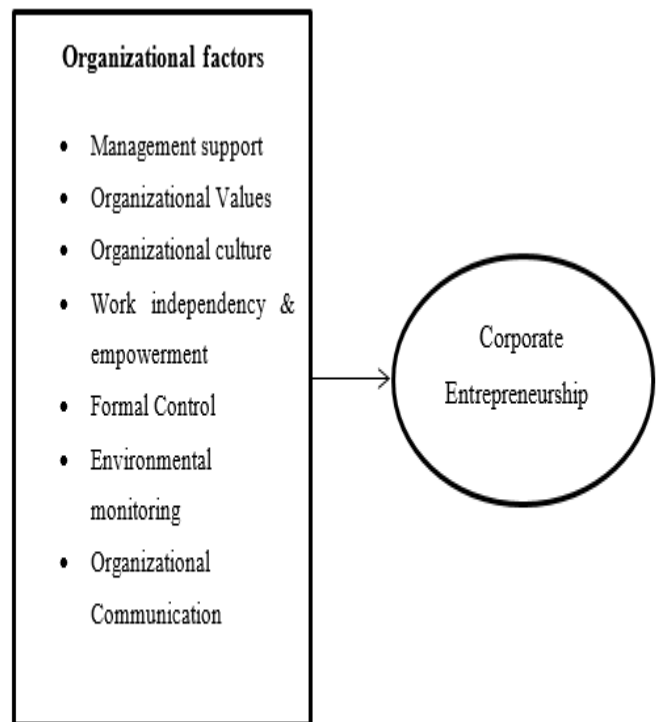 Organizational factors
• Management support
• Organizational Values
• Organizational culture
• Work independency &
empowerment
• Formal Control
• Environmental
monitoring
• Organizational
Communication
Corporate
Entrepreneurship